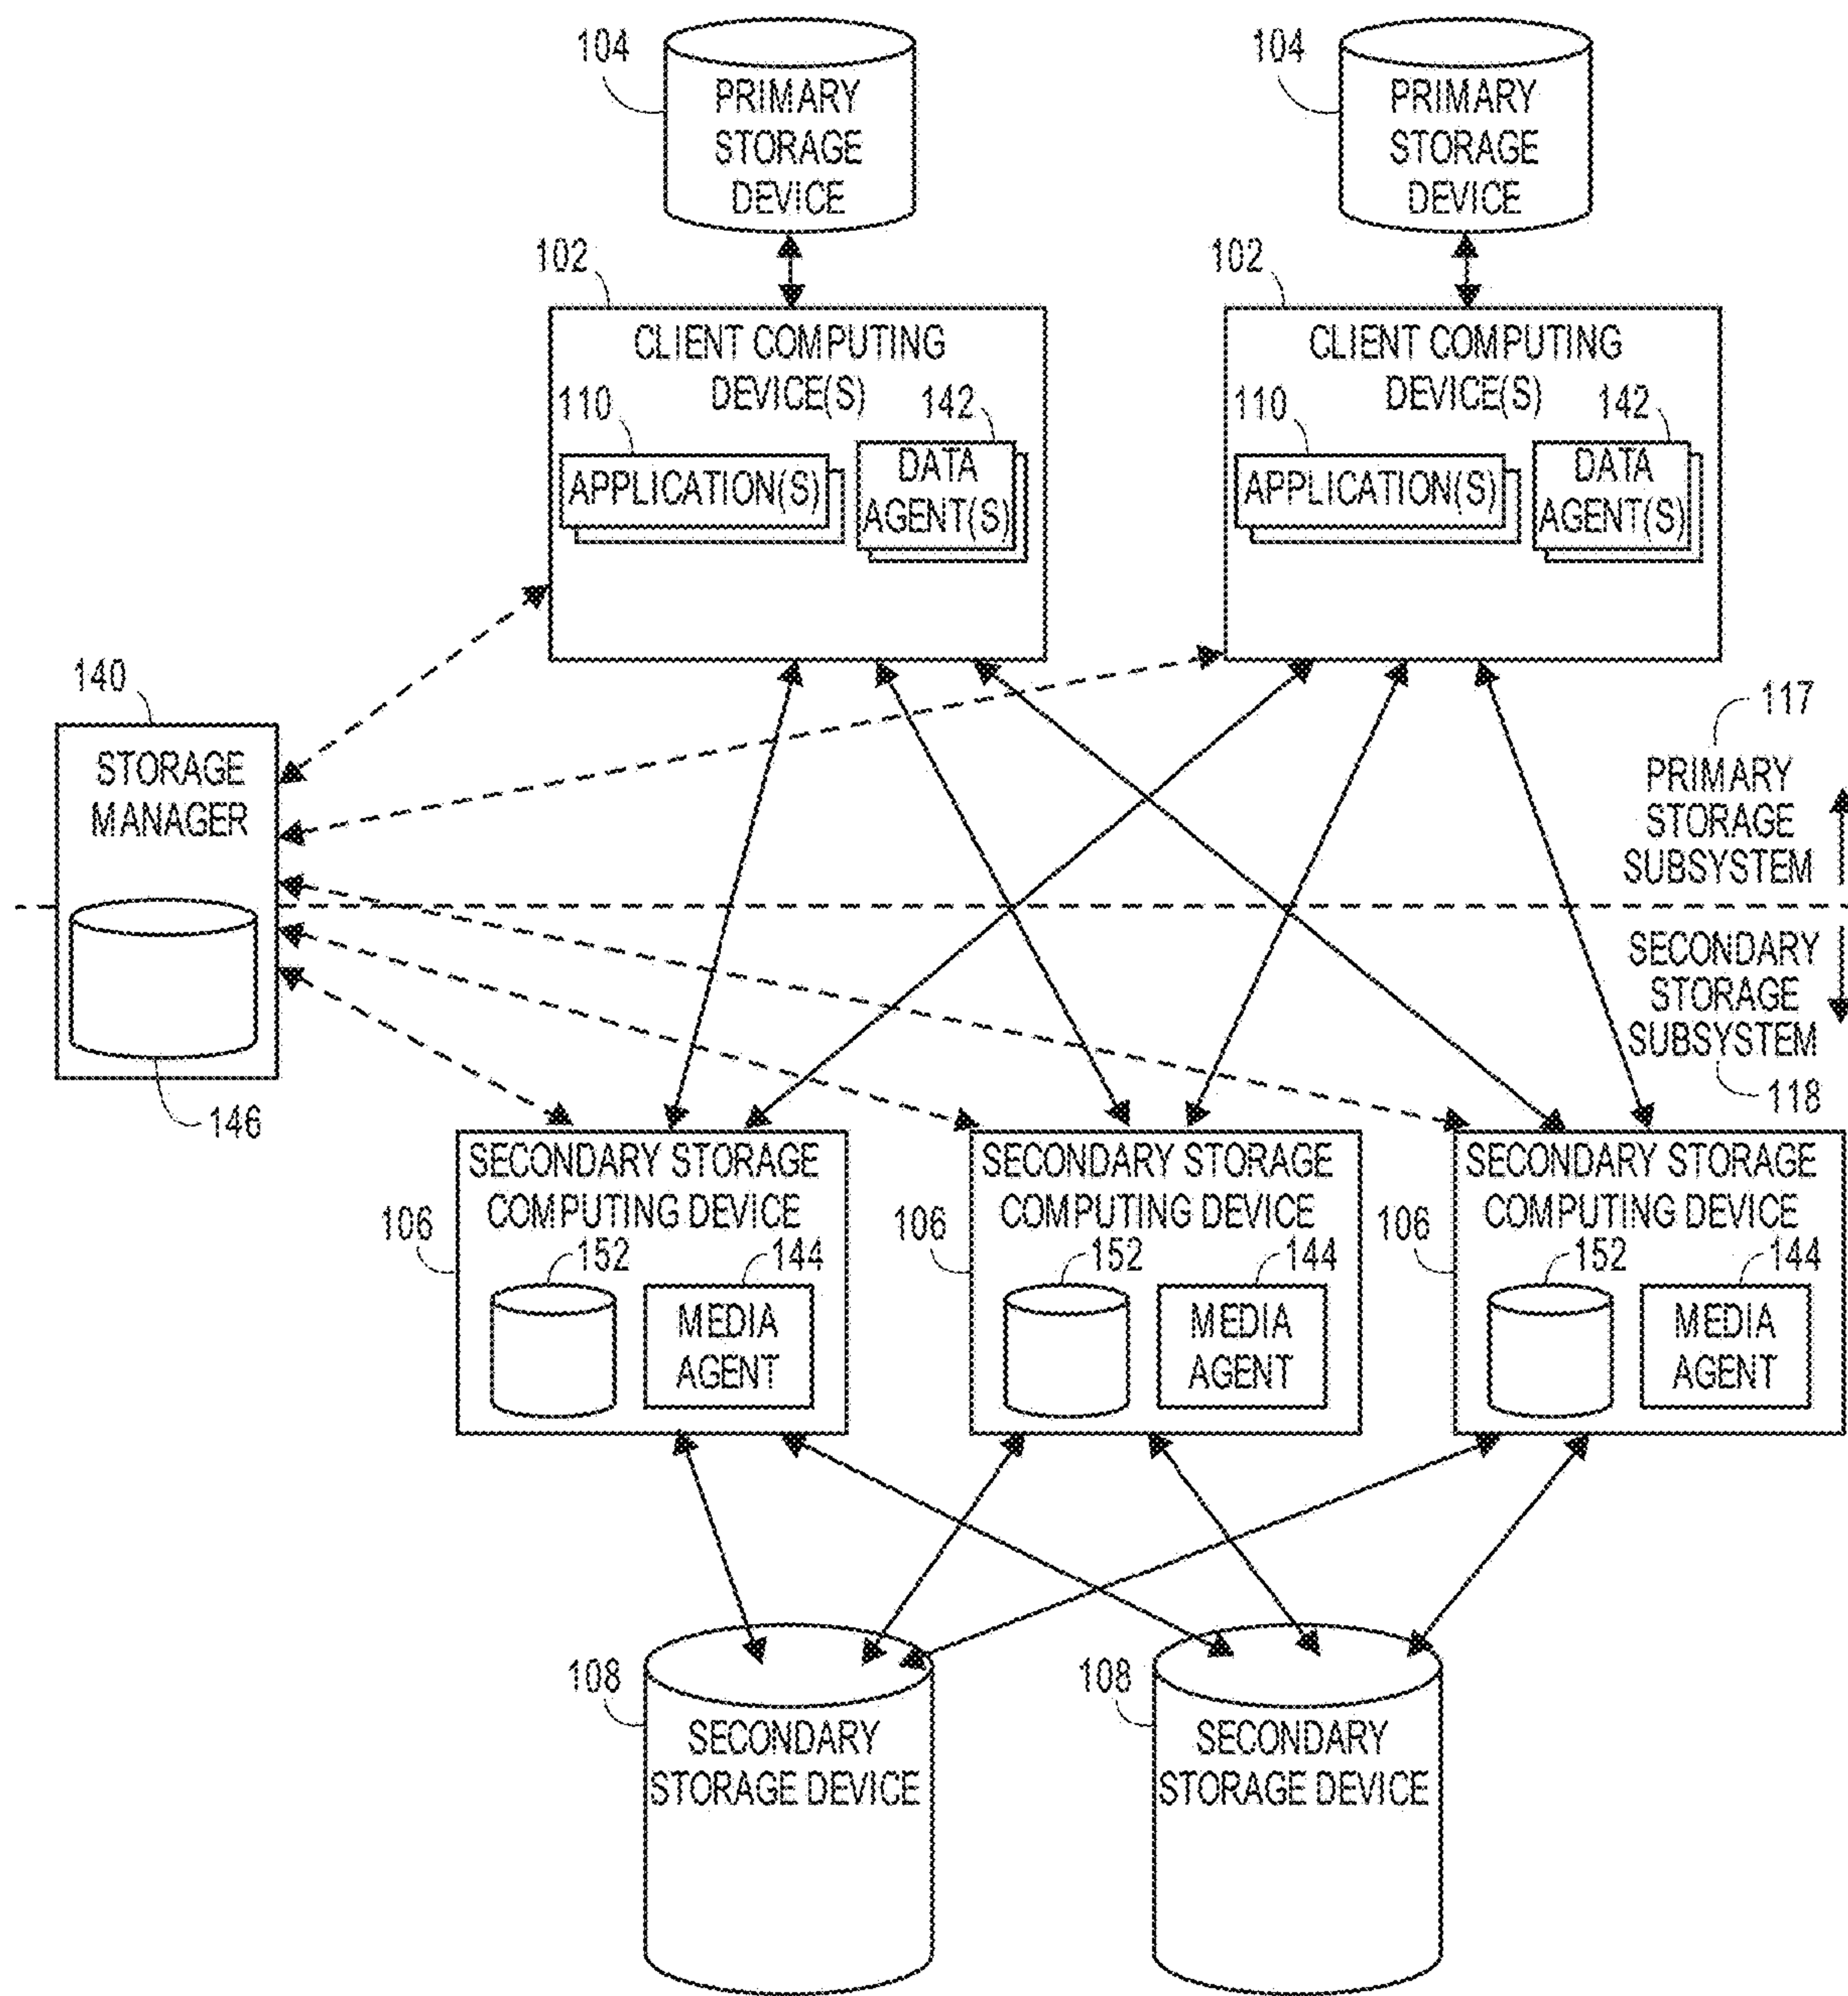 104
PRIMARY
STORAGE
DEVICE
104
PRIMARY
STORAGE
DEVICE
102
CLIENT COMPUTING
DEVICE(S)
110
APPLICATION(S)
142
DATA
AGENT(S)
102
CLIENT COMPUTING
DEVICE(S)
110
APPLICATION(S)
142
DATA
AGENT(S)
140
STORAGE
MANAGER
146
117
PRIMARY
STORAGE
SUBSYSTEM
SECONDARY
STORAGE
SUBSYSTEM
118
106
SECONDARY STORAGE
COMPUTING DEVICE
152
144
MEDIA
AGENT
106
SECONDARY STORAGE
COMPUTING DEVICE
152
144
MEDIA
AGENT
106
SECONDARY STORAGE
COMPUTING DEVICE
152
144
MEDIA
AGENT
108
SECONDARY
STORAGE DEVICE
108
SECONDARY
STORAGE DEVICE